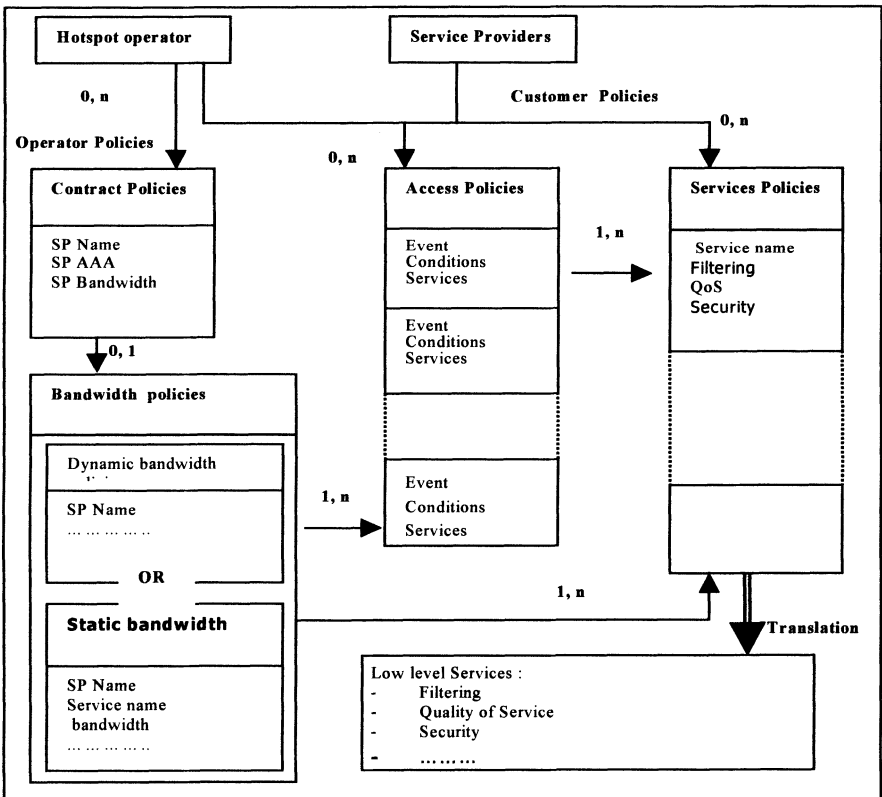 Hotspot operator
Service Providers
0, n
Customer Policies
Operator Policies
0, n
0, n
Contract Policies
SP Name
SP AAA
SP Bandwidth
Access Policies
Event
Conditions
Services
Event
Conditions
Services
Event
Conditions
Services
1, n
Services Policies
Service name
Filtering
QoS
Security
0, 1
Bandwidth policies
Dynamic bandwidth
SP Name
... ... ... ... ..
OR
Static bandwidth
SP Name
Service name
bandwidth
... ... ... ... ..
1, n
1, n
Translation
Low level Services :
- Filtering
- Quality of Service
- Security
- ... ... ...